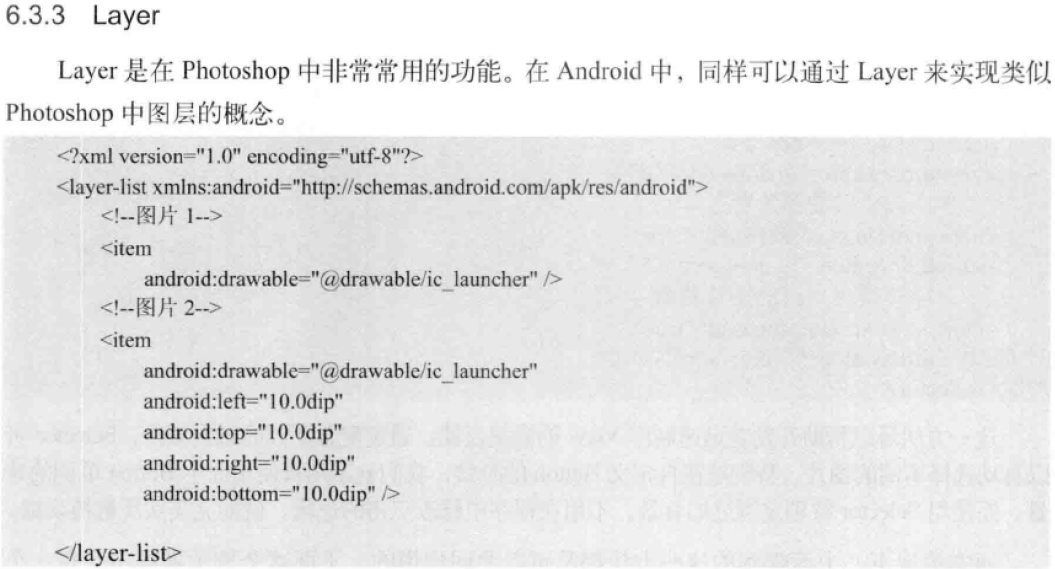 6.3.3 Layer
Layer 是在 Photoshop 中非常常用的功能。在 Android 中，同样可以通过 Layer 来实现类似
Photoshop 中图层的概念。
<?xml version="1.0" encoding="utf-8"?>
<layer-list xmlns:android="http://schemas.android.com/apk/res/android">
<!--图片 1-->
<item
android:drawable="@drawable/ic_launcher" />
<!--图片 2-->
<item
android:drawable="@drawable/ic_launcher"
android:left="10.0dip"
android:top="10.0dip"
android:right="10.0dip"
android:bottom="10.0dip" />
</layer-list>